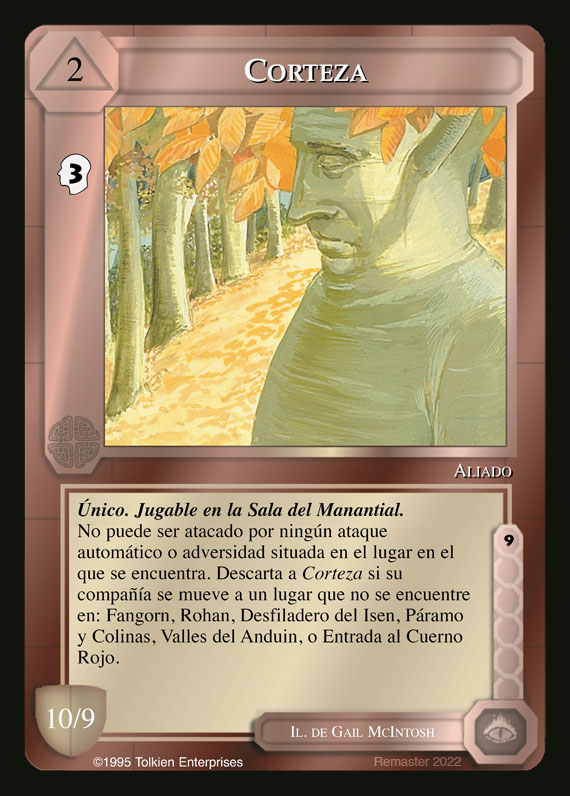 2
CORTEZA
3
ALIADO
Único. Jugable en la Sala del Manantial.
No puede ser atacado por ningún ataque
automático o adversidad situada en el lugar en el
que se encuentra. Descarta a Corteza si su
compañía se mueve a un lugar que no se encuentre
en: Fangorn, Rohan, Desfiladero del Isen, Páramo
y Colinas, Valles del Anduin, o Entrada al Cuerno
Rojo.
9
10/9
IL. DE GAIL MCINTOSH
©1995 Tolkien Enterprises
Remaster 2022